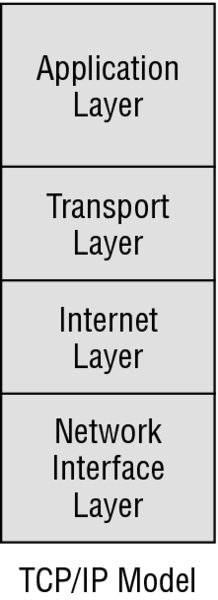 Application
Layer
Transport
Layer
Internet
Layer
Network
Interface
Layer
TCP/IP Model